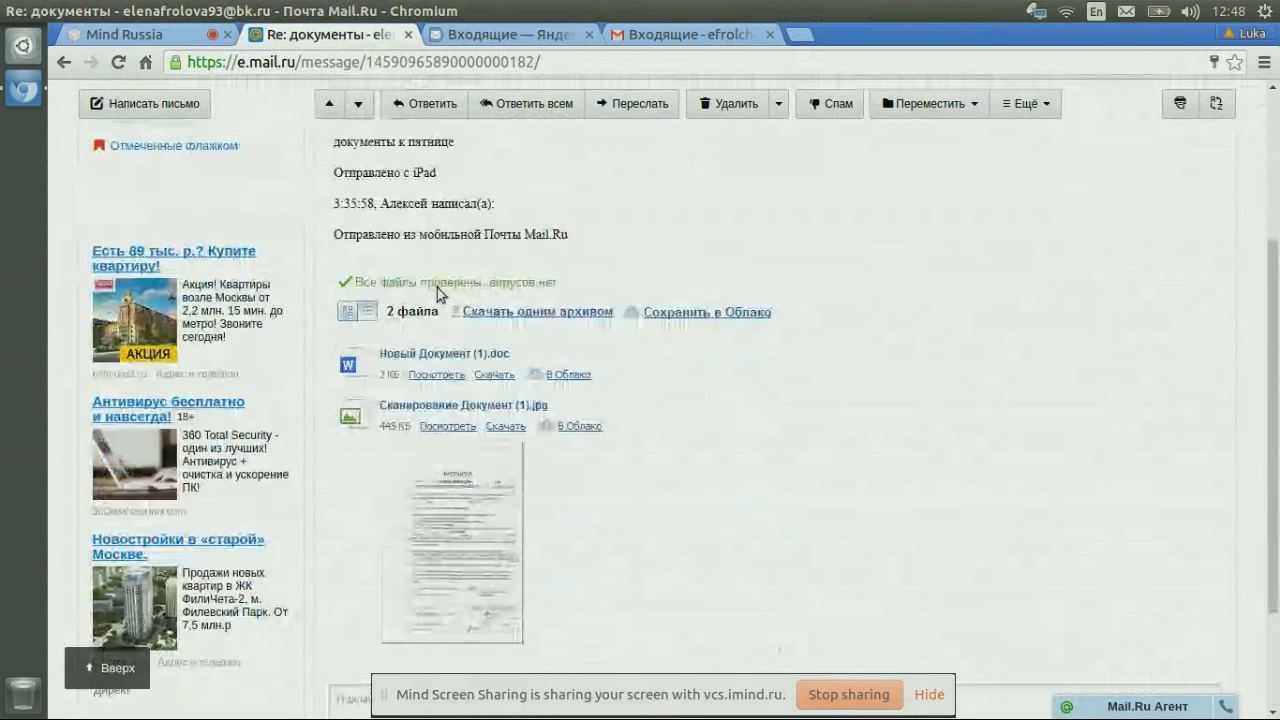 Re: документы - elenafrolova93@bk.ru - Почта Mail.Ru - Chromium
En
12:48
Mind Russia
Re: документы - ele
Входящие — Янде
Входящие - efrolch
Luka
https://e.mail.ru/message/14590965890000000182/
Написать письмо
Ответить
Ответить всем
Переслать
Удалить
Спам
Переместить
Ещё
Отмеченные флажком
документы к пятнице
Отправлено с iPad
3:35:58, Алексей написал(а):
Отправлено из мобильной Почты Mail.Ru
Все файлы проверены, вирусов нет
2 файла
Скачать одним архивом
Сохранить в Облако
Новый Документ (1).doc
2 КБ Посмотреть Скачать В Облако
Сканирование Документ (1).jpg
445 КБ Посмотреть Скачать В Облако
Есть 89 тыс. р.? Купите
квартиру!
Акция! Квартиры
возле Москвы от
2,2 млн. 15 мин. до
метро! Звоните
сегодня!
АКЦИЯ
Адрес и телефон
Антивирус бесплатно
и навсегда! 18+
360 Total Security -
один из лучших!
Антивирус +
очистка и ускорение
ПК!
Новостройки в «старой»
Москве.
Продажи новых
квартир в ЖК
ФилиЧета-2, м.
Филевский Парк. От
7,5 млн.р
Адрес и телефон
Вверх
директ
Mind Screen Sharing is sharing your screen with vcs.imind.ru.
Stop sharing
Hide
Mail.Ru Агент